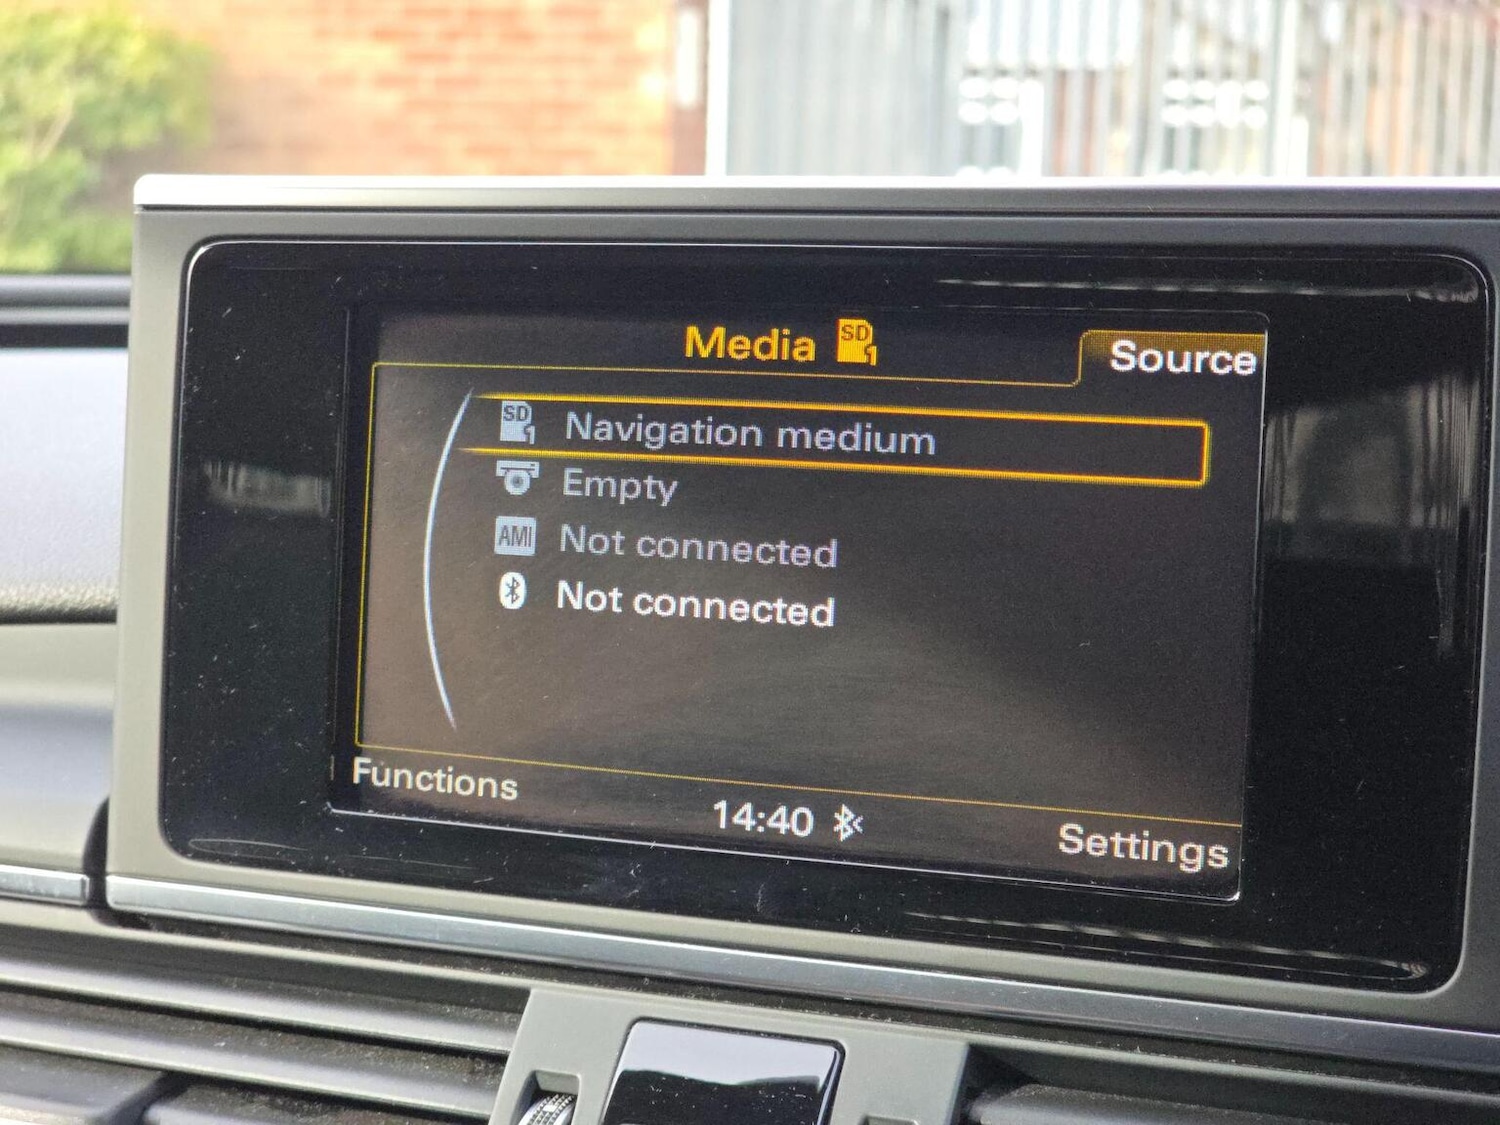 Media SD 1
Source
SD 1 Navigation medium
Empty
AMI Not connected
Not connected
Functions
14:40
Settings